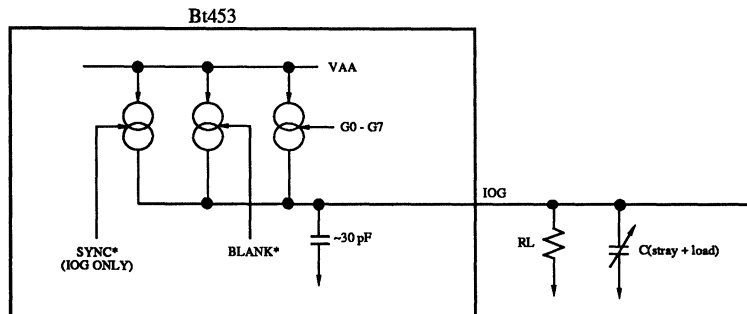 Bt453
VAA
G0 - G7
IOG
SYNC*
(IOG ONLY)
BLANK*
~30 pF
RL
C(stray + load)